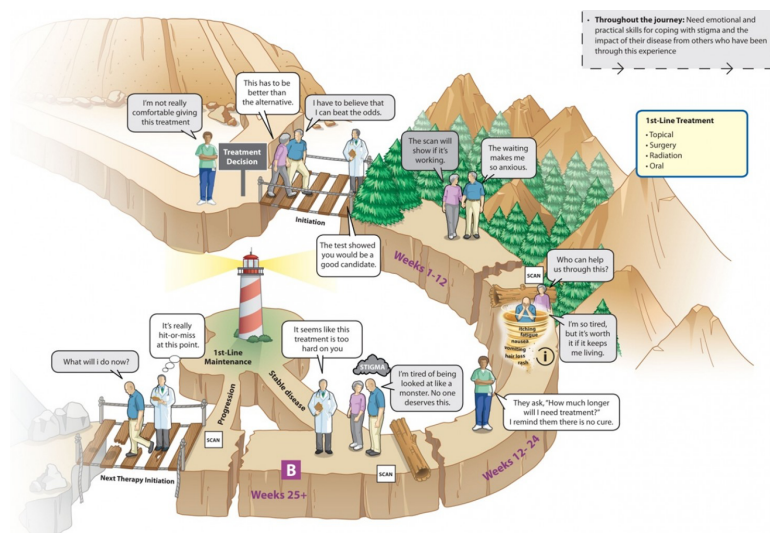 • Throughout the journey: Need emotional and
practical skills for coping with stigma and the
impact of their disease from others who have been
through this experience
This has to be
better than
the alternative.
I'm not really
comfortable giving
this treatment
I have to believe that
I can beat the odds.
Treatment
Decision
1st-Line Treatment
• Topical
• Surgery
• Radiation
• Oral
The scan will
show if it's
working.
The waiting
makes me
so anxious.
Initiation
The test showed
you would be a
good candidate.
Weeks 1-12
Who can help
us through this?
SCAN
I'm so tired,
but it's worth
it if it keeps
me living.
itching
fatigue
nausea
vomiting
hair loss
rash
i
It's really
hit-or-miss
at this point.
It seems like this
treatment is too
hard on you
What will i do now?
1st-Line
Maintenance
STIGMA
I'm tired of being
looked at like a
monster. No one
deserves this.
Progression
Stable disease
They ask, "How much longer
will I need treatment?"
I remind them there is no cure.
SCAN
SCAN
Weeks 12- 24
B
Weeks 25+
Next Therapy Initiation